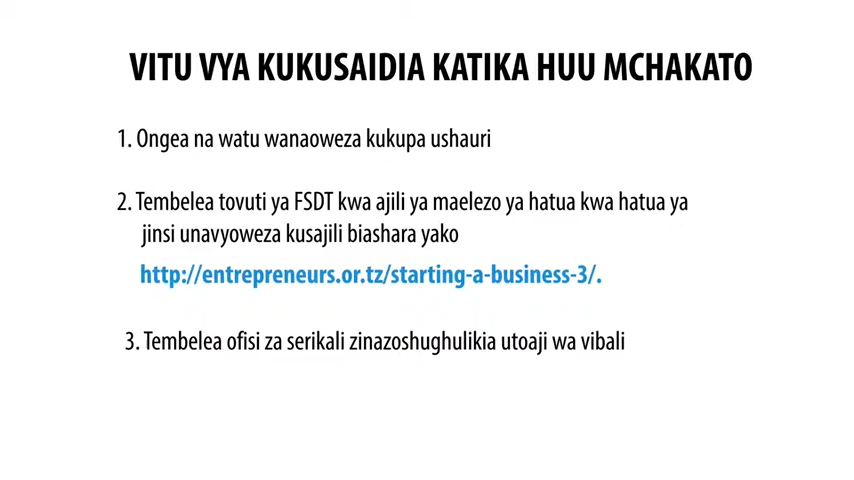 VITU VYA KUKUSAIDIA KATIKA HUU MCHAKATO
1. Ongea na watu wanaoweza kukupa ushauri
2. Tembelea tovuti ya FSDT kwa ajili ya maelezo ya hatua kwa hatua ya
jinsi unavyoweza kusajili biashara yako
http://entrepreneurs.or.tz/starting-a-business-3/.
3. Tembelea ofisi za serikali zinazoshughulikia utoaji wa vibali